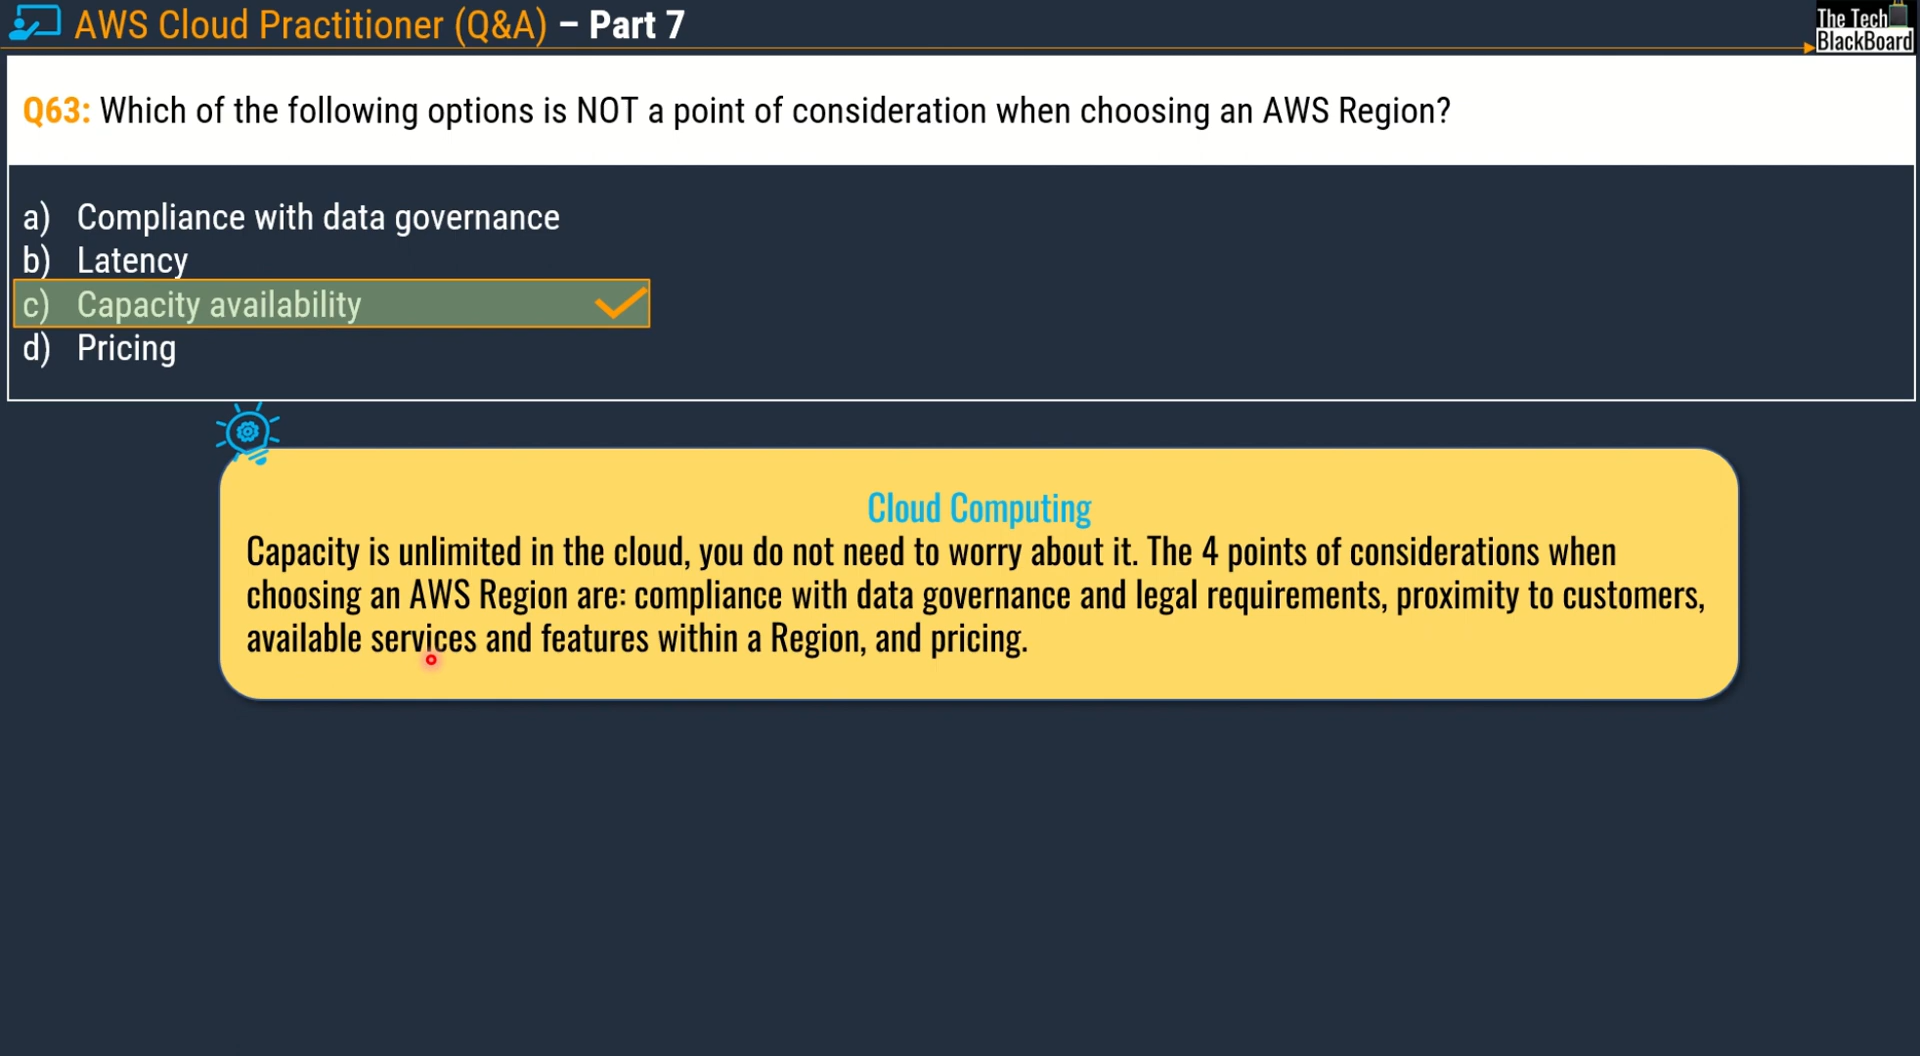 AWS Cloud Practitioner (Q&A) – Part 7
The Tech
BlackBoard
Q63: Which of the following options is NOT a point of consideration when choosing an AWS Region?
a) Compliance with data governance
b) Latency
c) Capacity availability
d) Pricing
Cloud Computing
Capacity is unlimited in the cloud, you do not need to worry about it. The 4 points of considerations when
choosing an AWS Region are: compliance with data governance and legal requirements, proximity to customers,
available services and features within a Region, and pricing.